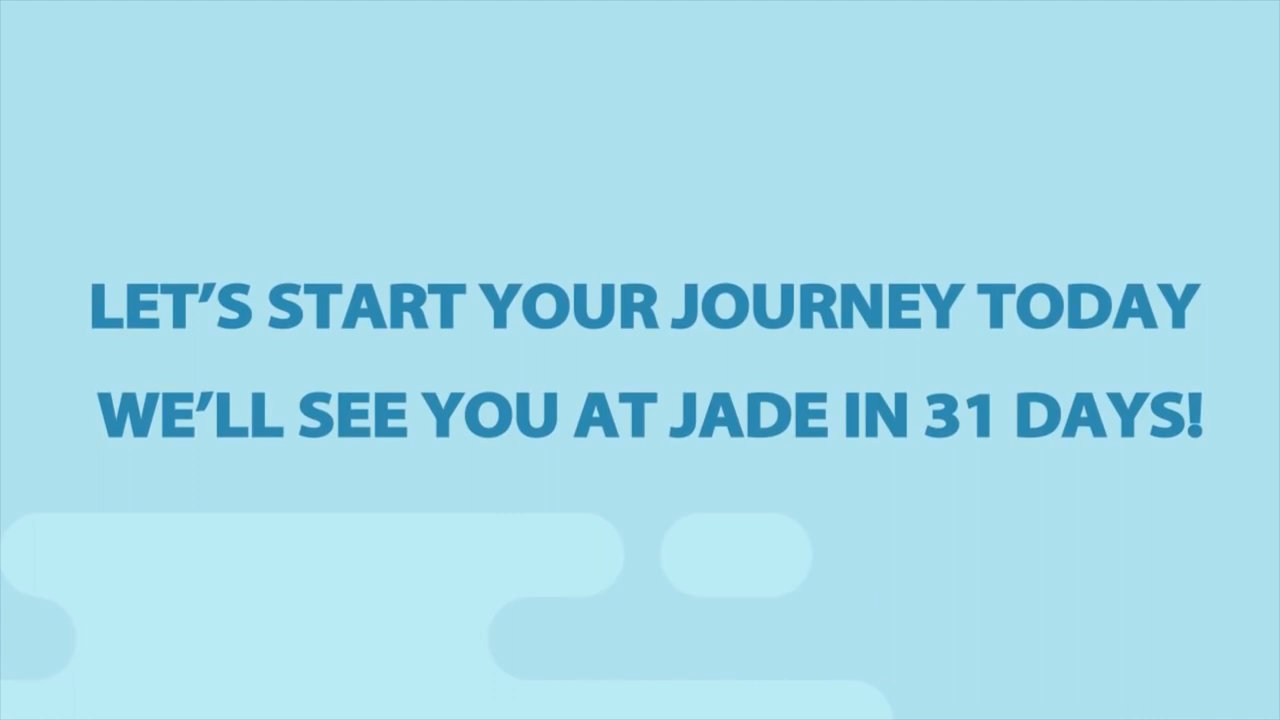 LET’S START YOUR JOURNEY TODAY
WE’LL SEE YOU AT JADE IN 31 DAYS!